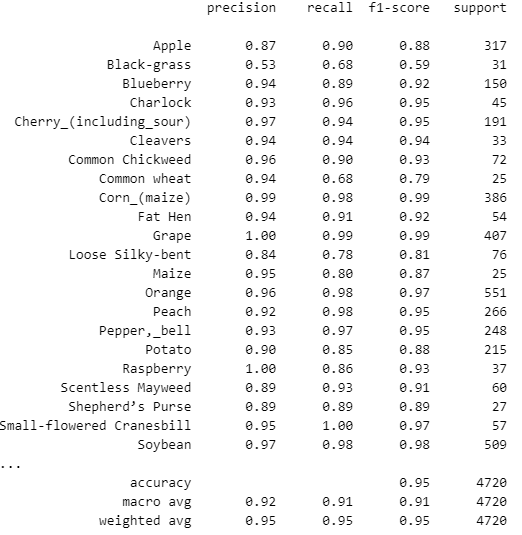 precision recall f1-score support
Apple 0.87 0.90 0.88 317
Black-grass 0.53 0.68 0.59 31
Blueberry 0.94 0.89 0.92 150
Charlock 0.93 0.96 0.95 45
Cherry_(including_sour) 0.97 0.94 0.95 191
Cleavers 0.94 0.94 0.94 33
Common Chickweed 0.96 0.90 0.93 72
Common wheat 0.94 0.68 0.79 25
Corn_(maize) 0.99 0.98 0.99 386
Fat Hen 0.94 0.91 0.92 54
Grape 1.00 0.99 0.99 407
Loose Silky-bent 0.84 0.78 0.81 76
Maize 0.95 0.80 0.87 25
Orange 0.96 0.98 0.97 551
Peach 0.92 0.98 0.95 266
Pepper,_bell 0.93 0.97 0.95 248
Potato 0.90 0.85 0.88 215
Raspberry 1.00 0.86 0.93 37
Scentless Mayweed 0.89 0.93 0.91 60
Shepherd’s Purse 0.89 0.89 0.89 27
Small-flowered Cranesbill 0.95 1.00 0.97 57
Soybean 0.97 0.98 0.98 509
...
accuracy 0.95 4720
macro avg 0.92 0.91 0.91 4720
weighted avg 0.95 0.95 0.95 4720